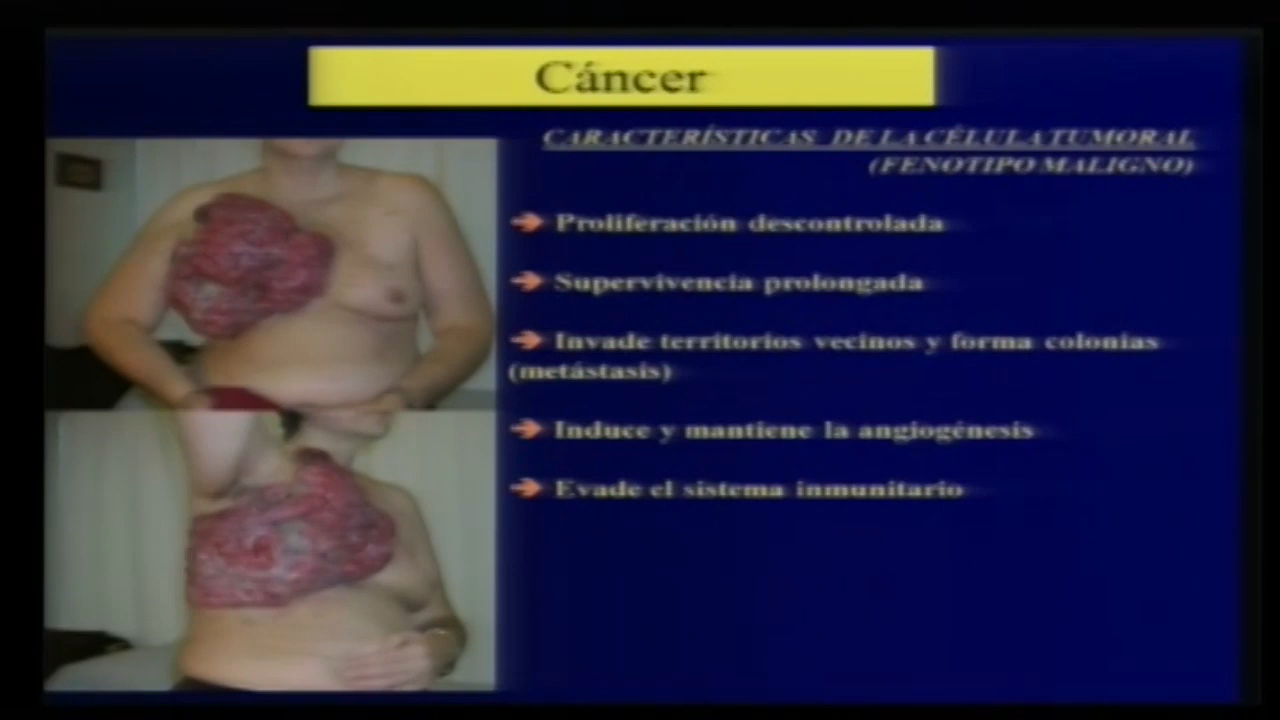 Cáncer
CARACTERÍSTICAS DE LA CÉLULA TUMORAL
(FENOTIPO MALIGNO)
➔ Proliferación descontrolada
➔ Supervivencia prolongada
➔ Invade territorios vecinos y forma colonias
(metástasis)
➔ Induce y mantiene la angiogénesis
➔ Evade el sistema inmunitario